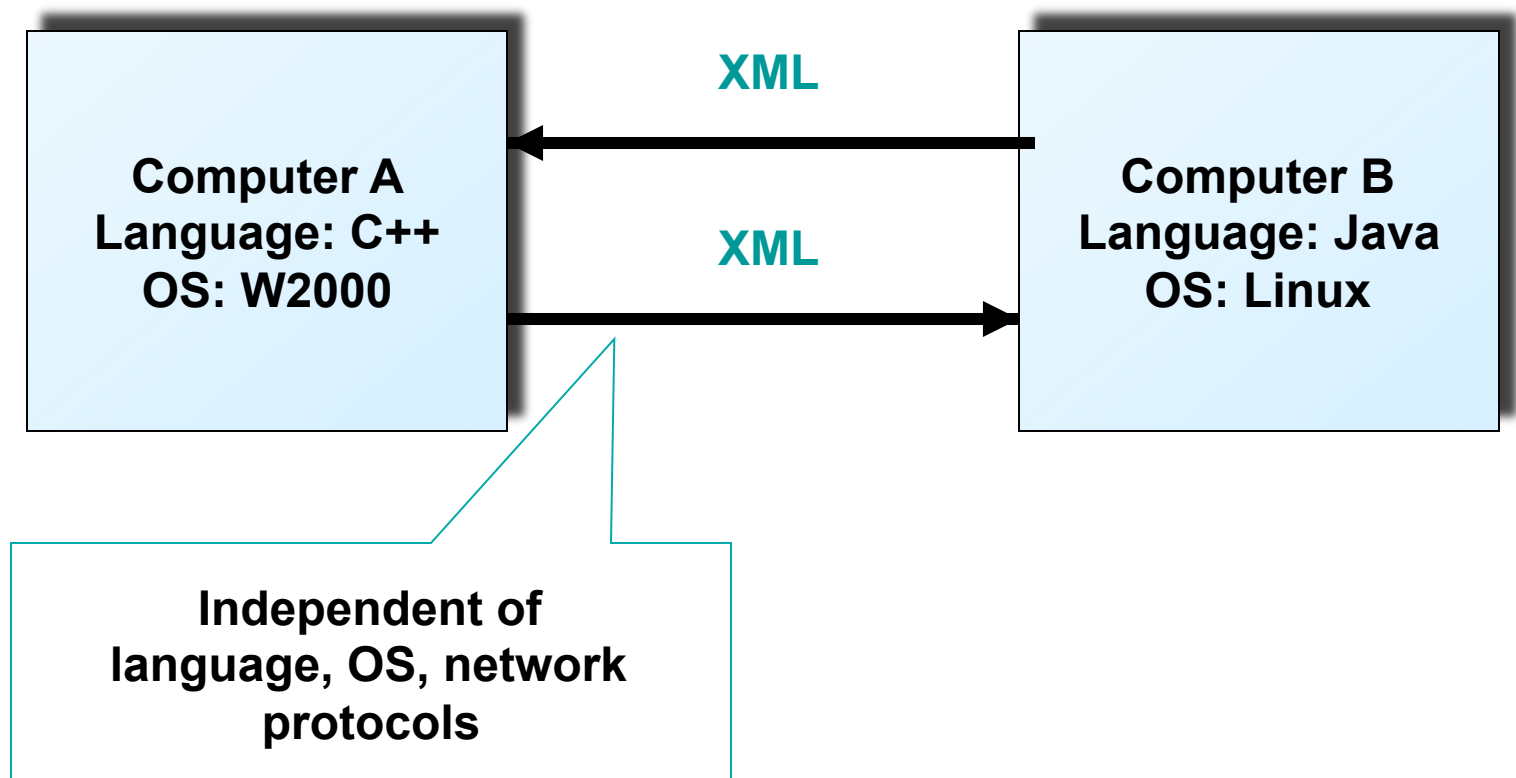 Computer A
Language: C++
OS: W2000
XML
XML
Computer B
Language: Java
OS: Linux
Independent of
language, OS, network
protocols